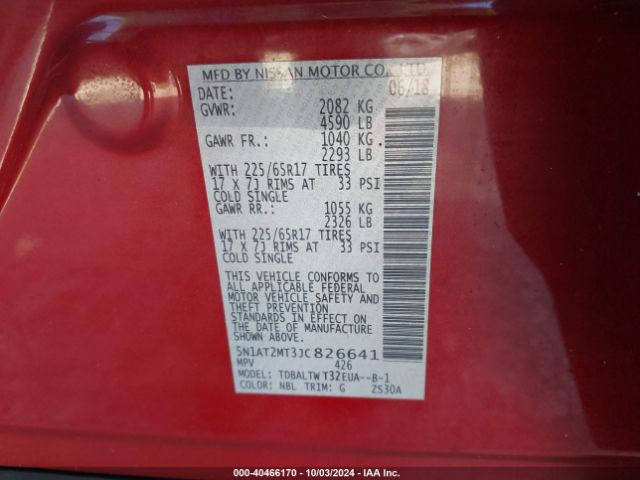 MFD BY NISSAN MOTOR CO., LTD.
DATE: 06/18
GVWR: 2082 KG
4590 LB
GAWR FR.: 1040 KG.
2293 LB
WITH 225/65R17 TIRES
17 X 7J RIMS AT 33 PSI
COLD SINGLE
GAWR RR.: 1055 KG
2326 LB
WITH 225/65R17 TIRES
17 X 7J RIMS AT 33 PSI
COLD SINGLE
THIS VEHICLE CONFORMS TO
ALL APPLICABLE FEDERAL
MOTOR VEHICLE SAFETY AND
THEFT PREVENTION
STANDARDS IN EFFECT ON
THE DATE OF MANUFACTURE
SHOWN ABOVE.
5N1AT2MT3JC826641
MPV 426
MODEL: TDBALTWT32EUA--B-1
COLOR: NBL TRIM: G ZS30A
000-40466170 - 10/03/2024 - IAA Inc.